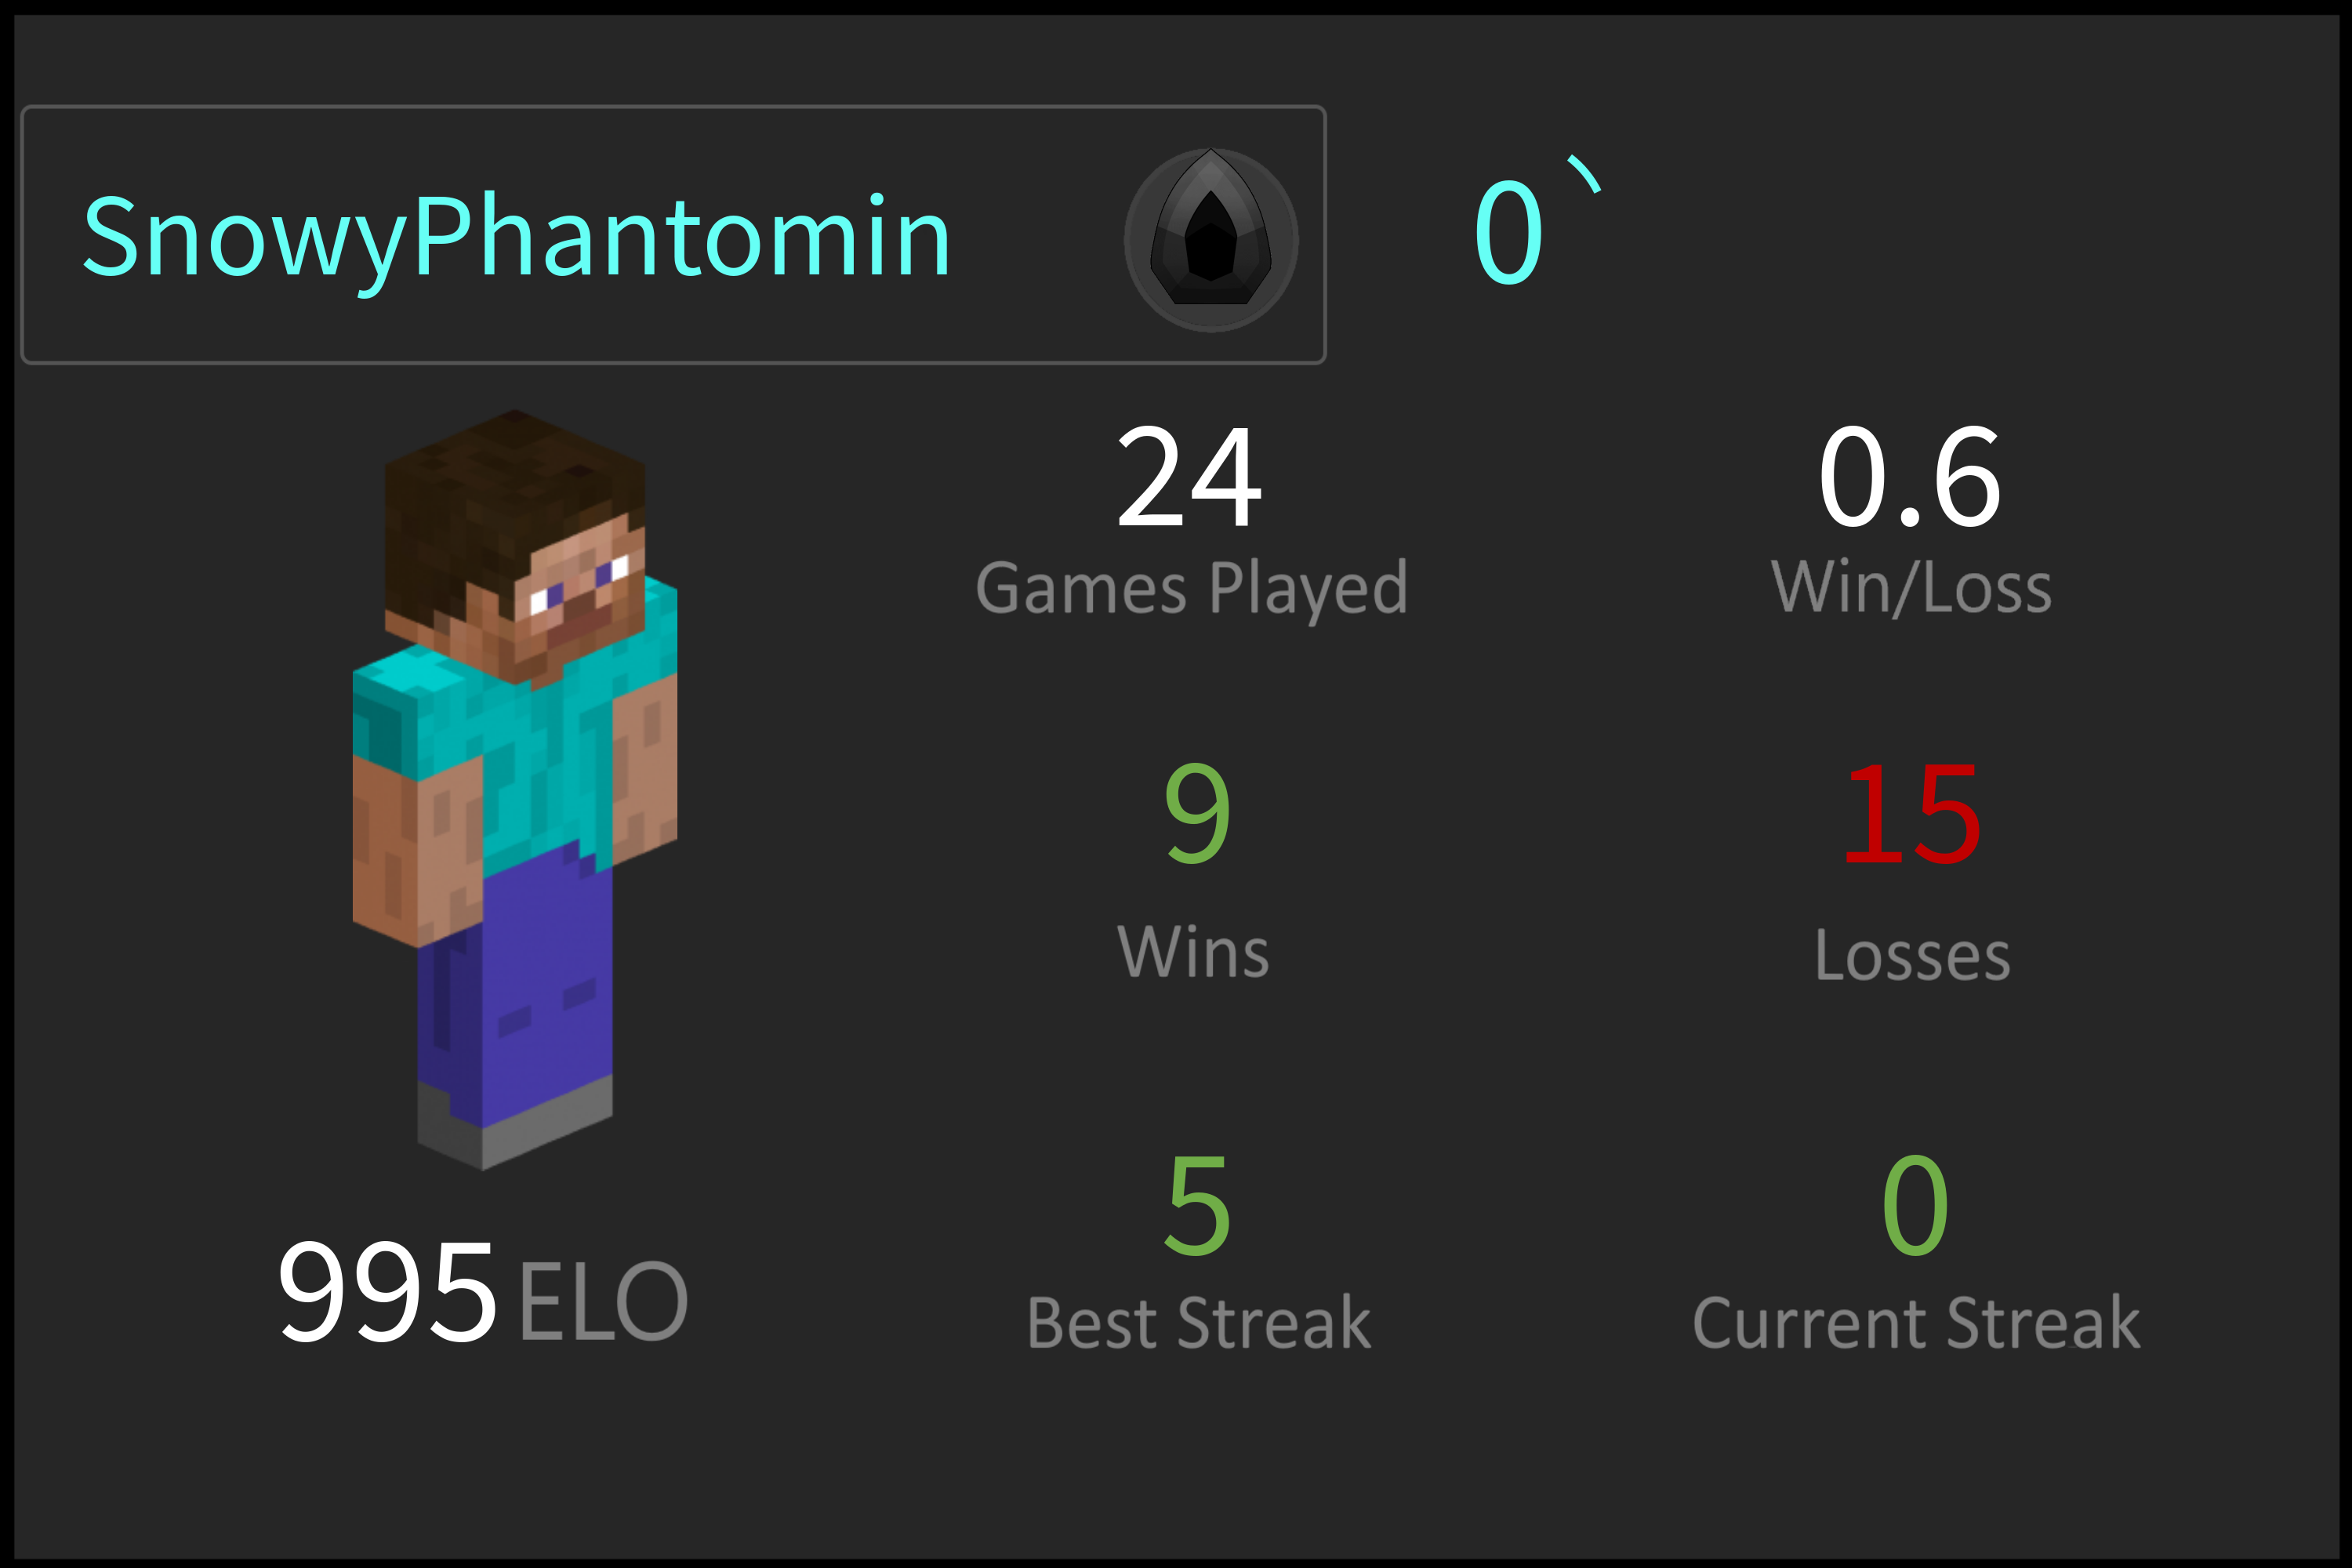 SnowyPhantomin 0`
24 0.6
Games Played Win/Loss
9 15
Wins Losses
5 0
995 ELO Best Streak Current Streak